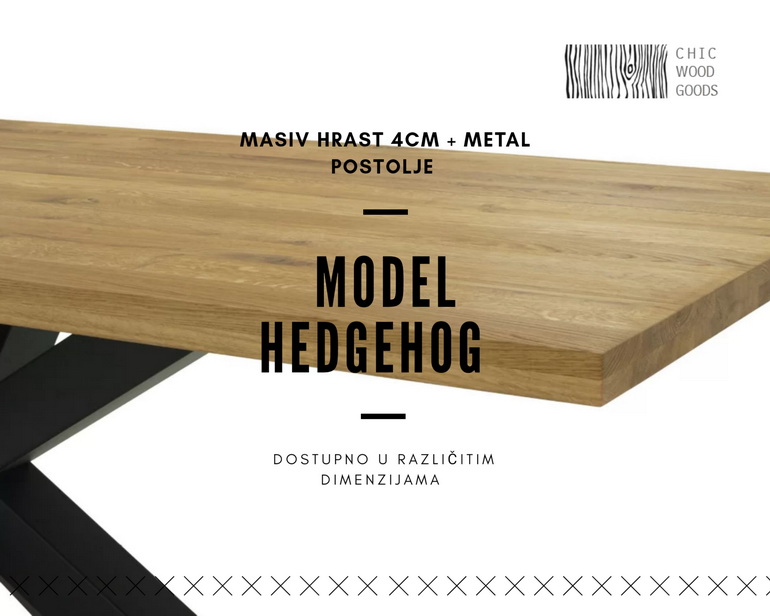 CHIC
WOOD
GOODS
MASIV HRAST 4CM + METAL
POSTOLJE
MODEL
HEDGEHOG
DOSTUPNO U RAZLIČITIM
DIMENZIJAMA